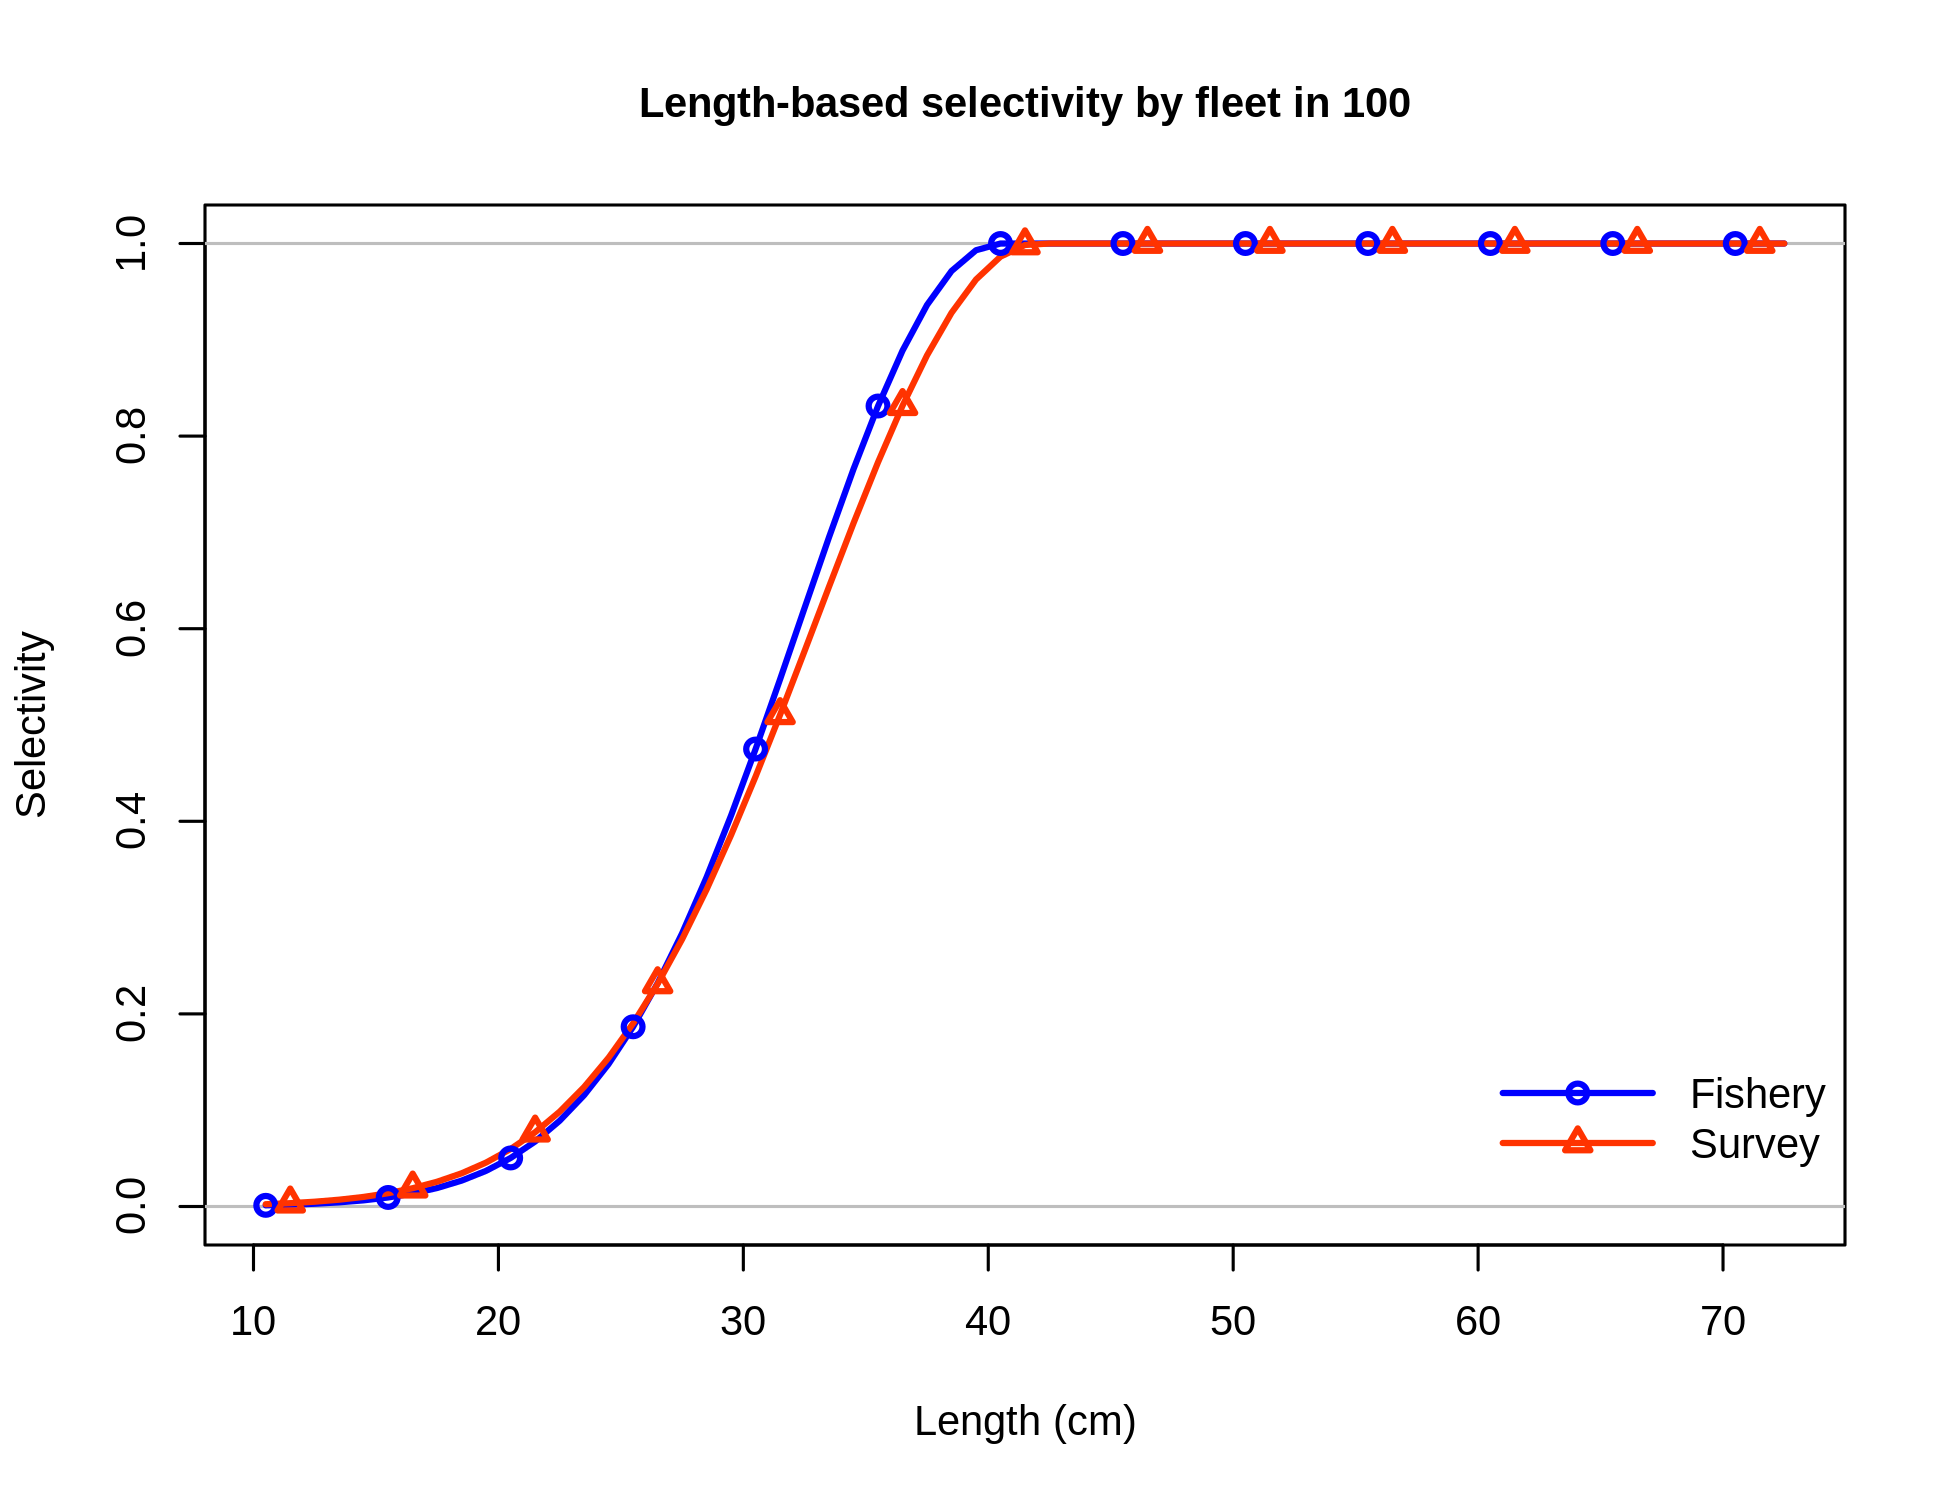 Length-based selectivity by fleet in 100
1.0
0.8
0.6
0.4
0.2
0.0
Selectivity
Fishery
Survey
10 20 30 40 50 60 70
Length (cm)